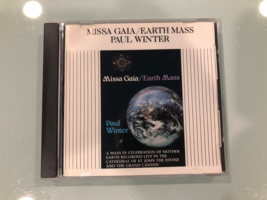 MISSA GAIA/EARTH MASS
PAUL WINTER
Missa Gaia/Earth Mass
Paul
Winter
A MASS IN CELEBRATION OF MOTHER
EARTH RECORDED LIVE IN THE
CATHEDRAL OF ST. JOHN THE DIVINE
AND THE GRAND CANYON